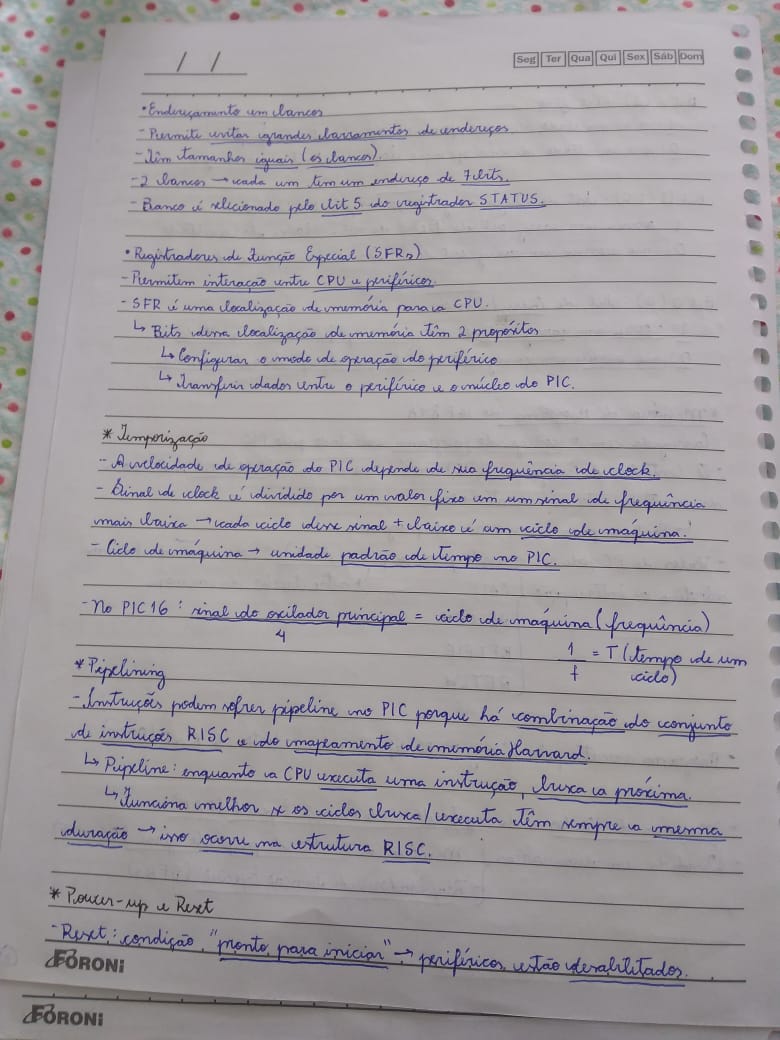 / /
Seg Ter Qua Qui Sex Sáb Dom
• Endereçamento em bancos
- Permite evitar grandes barramentos de endereços
- Têm tamanhos iguais (os bancos).
- 2 bancos → cada um tem um endereço de 7 bits.
- Banco é selecionado pelo bit 5 do registrador STATUS.
• Registradores de Função Especial (SFRs)
- Permitem interação entre CPU e periféricos.
- SFR é uma localização de memória para a CPU.
↳ Bits dessa localização de memória têm 2 propósitos
↳ Configurar o modo de operação do periférico
↳ Transferir dados entre o periférico e o núcleo do PIC.
* Temporização
- A velocidade de operação do PIC depende de sua frequência de clock.
- Sinal de clock é dividido por um valor fixo em um sinal de frequência
mais baixa → cada ciclo desse sinal + baixo é um ciclo de máquina.
- Ciclo de máquina → unidade padrão de tempo no PIC.
- No PIC16 : sinal do oscilador principal = ciclo de máquina (frequência)
4
1 = T (tempo de um
f ciclo)
* Pipelining
- Instruções podem sofrer pipeline no PIC porque há combinação do conjunto
de instruções RISC e do mapeamento de memória Harvard.
↳ Pipeline: enquanto a CPU executa uma instrução, busca a próxima.
↳ Funciona melhor se os ciclos busca/executa têm sempre a mesma
duração → isso ocorre na estrutura RISC.
* Power-up e Reset
- Reset: condição "pronto para iniciar" → periféricos estão desabilitados.
FORONI
FORONI